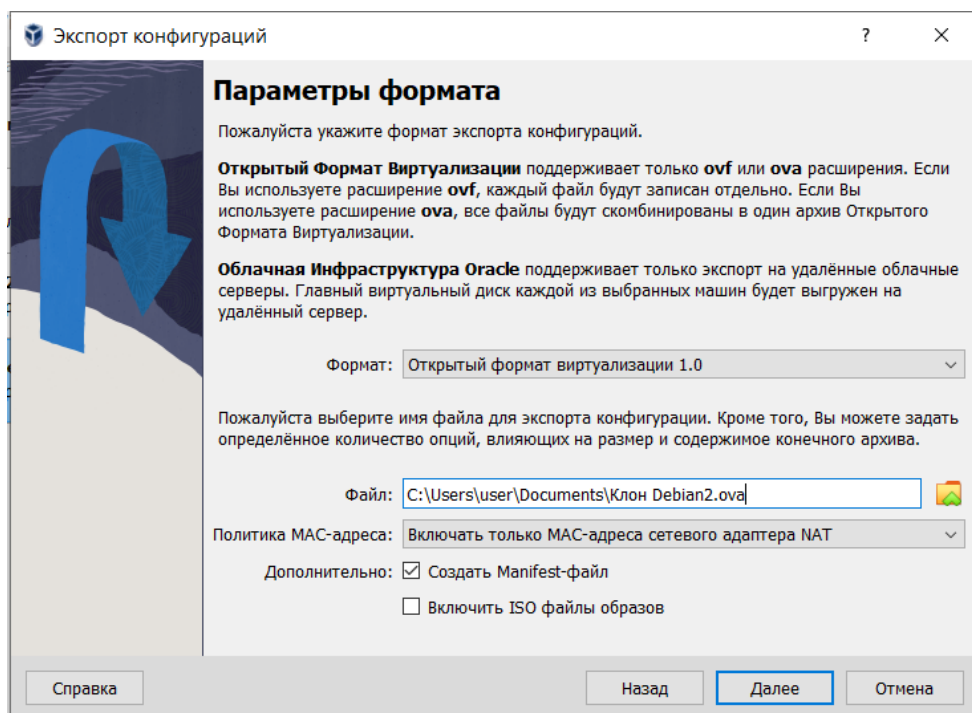 Экспорт конфигураций
?
Параметры формата
Пожалуйста укажите формат экспорта конфигураций.
Открытый Формат Виртуализации поддерживает только ovf или ova расширения. Если
Вы используете расширение ovf, каждый файл будут записан отдельно. Если Вы
используете расширение ova, все файлы будут скомбинированы в один архив Открытого
Формата Виртуализации.
Облачная Инфраструктура Oracle поддерживает только экспорт на удалённые облачные
серверы. Главный виртуальный диск каждой из выбранных машин будет выгружен на
удалённый сервер.
Формат: Открытый формат виртуализации 1.0
Пожалуйста выберите имя файла для экспорта конфигурации. Кроме того, Вы можете задать
определённое количество опций, влияющих на размер и содержимое конечного архива.
Файл: C:\Users\user\Documents\Клон Debian2.ova
Политика MAC-адреса: Включать только MAC-адреса сетевого адаптера NAT
Дополнительно: Создать Manifest-файл
Включить ISO файлы образов
Справка Назад Далее Отмена